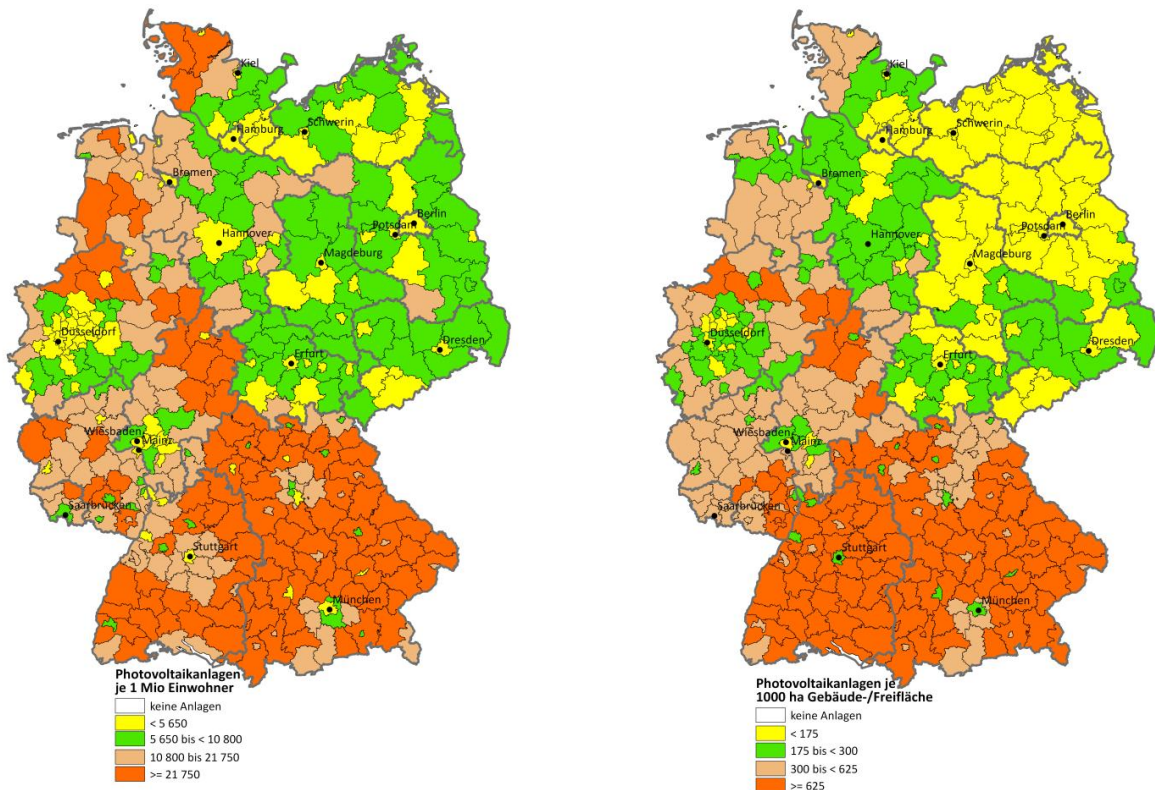 Kiel
Hamburg
Schwerin
Bremen
Berlin
Potsdam
Hannover
Magdeburg
Düsseldorf
Dresden
Erfurt
Wiesbaden
Mainz
Saarbrücken
Stuttgart
München
Photovoltaikanlagen
je 1 Mio Einwohner
keine Anlagen
< 5 650
5 650 bis < 10 800
10 800 bis 21 750
>= 21 750
Kiel
Hamburg
Schwerin
Bremen
Berlin
Potsdam
Hannover
Magdeburg
Düsseldorf
Dresden
Erfurt
Wiesbaden
Mainz
Saarbrücken
Stuttgart
München
Photovoltaikanlagen je
1000 ha Gebäude-/Freifläche
keine Anlagen
< 175
175 bis < 300
300 bis < 625
>= 625